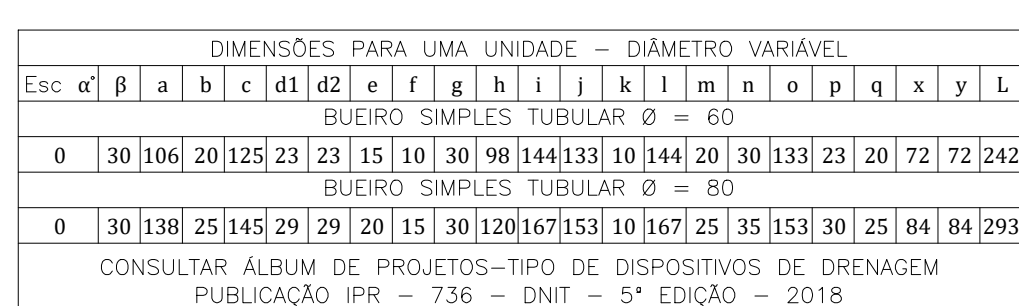 DIMENSÕES PARA UMA UNIDADE – DIÂMETRO VARIÁVEL
Esc α° β a b c d1 d2 e f g h i j k l m n o p q x y L
BUEIRO SIMPLES TUBULAR Ø = 60
0 30 106 20 125 23 23 15 10 30 98 144 133 10 144 20 30 133 23 20 72 72 242
BUEIRO SIMPLES TUBULAR Ø = 80
0 30 138 25 145 29 29 20 15 30 120 167 153 10 167 25 35 153 30 25 84 84 293
CONSULTAR ÁLBUM DE PROJETOS–TIPO DE DISPOSITIVOS DE DRENAGEM
PUBLICAÇÃO IPR – 736 – DNIT – 5ª EDIÇÃO – 2018